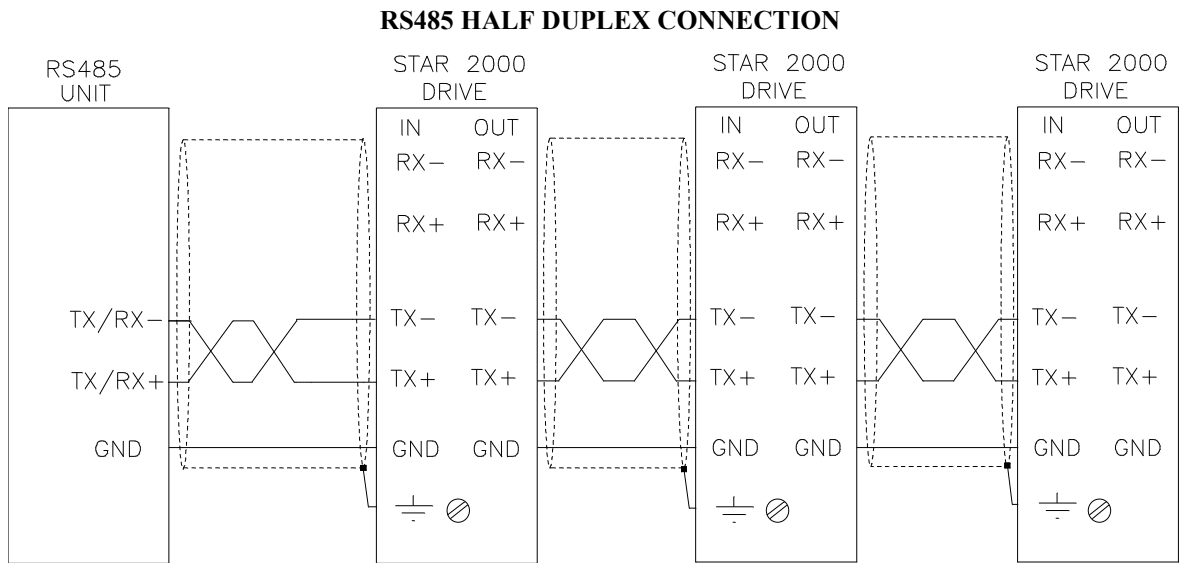 RS485 HALF DUPLEX CONNECTION
RS485 UNIT
STAR 2000 DRIVE
STAR 2000 DRIVE
STAR 2000 DRIVE
TX/RX-
TX/RX+
GND
IN OUT
RX- RX-
RX+ RX+
TX- TX-
TX+ TX+
GND GND
IN OUT
RX- RX-
RX+ RX+
TX- TX-
TX+ TX+
GND GND
IN OUT
RX- RX-
RX+ RX+
TX- TX-
TX+ TX+
GND GND